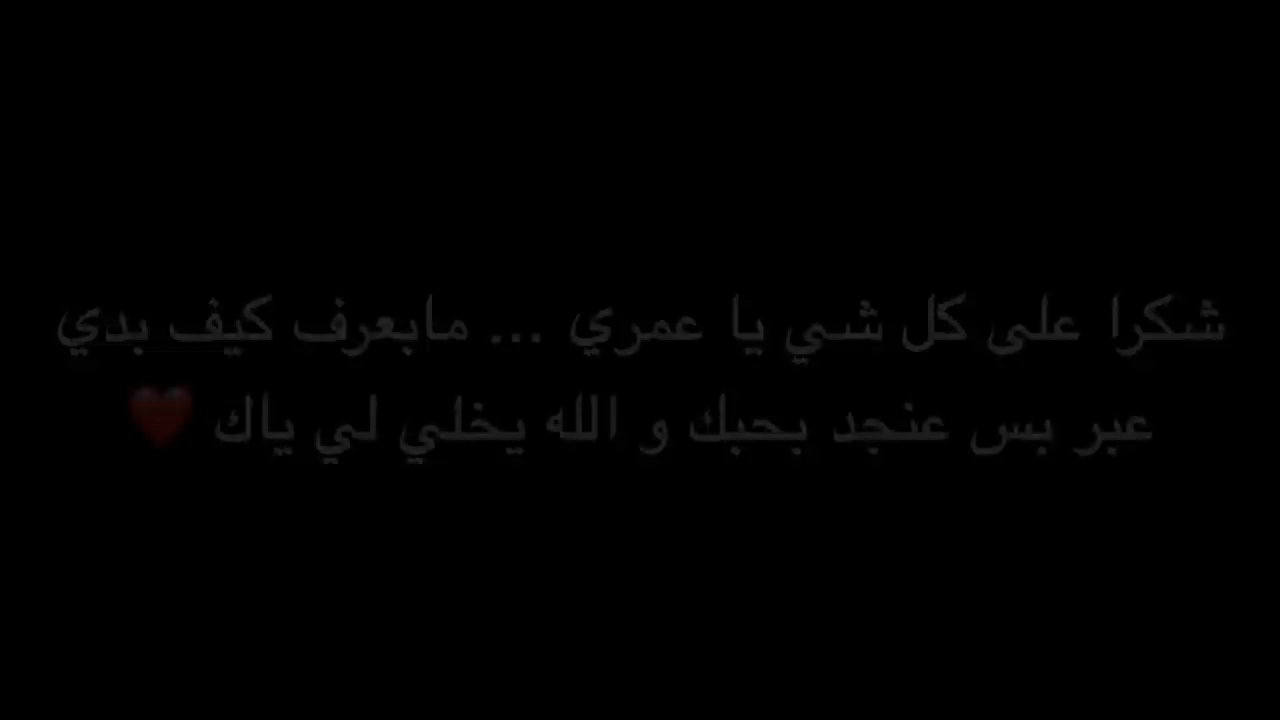 شكرا على كل شي يا عمري ... مابعرف كيف بدي
عبر بس عنجد بحبك و الله يخلي لي ياك ❤️